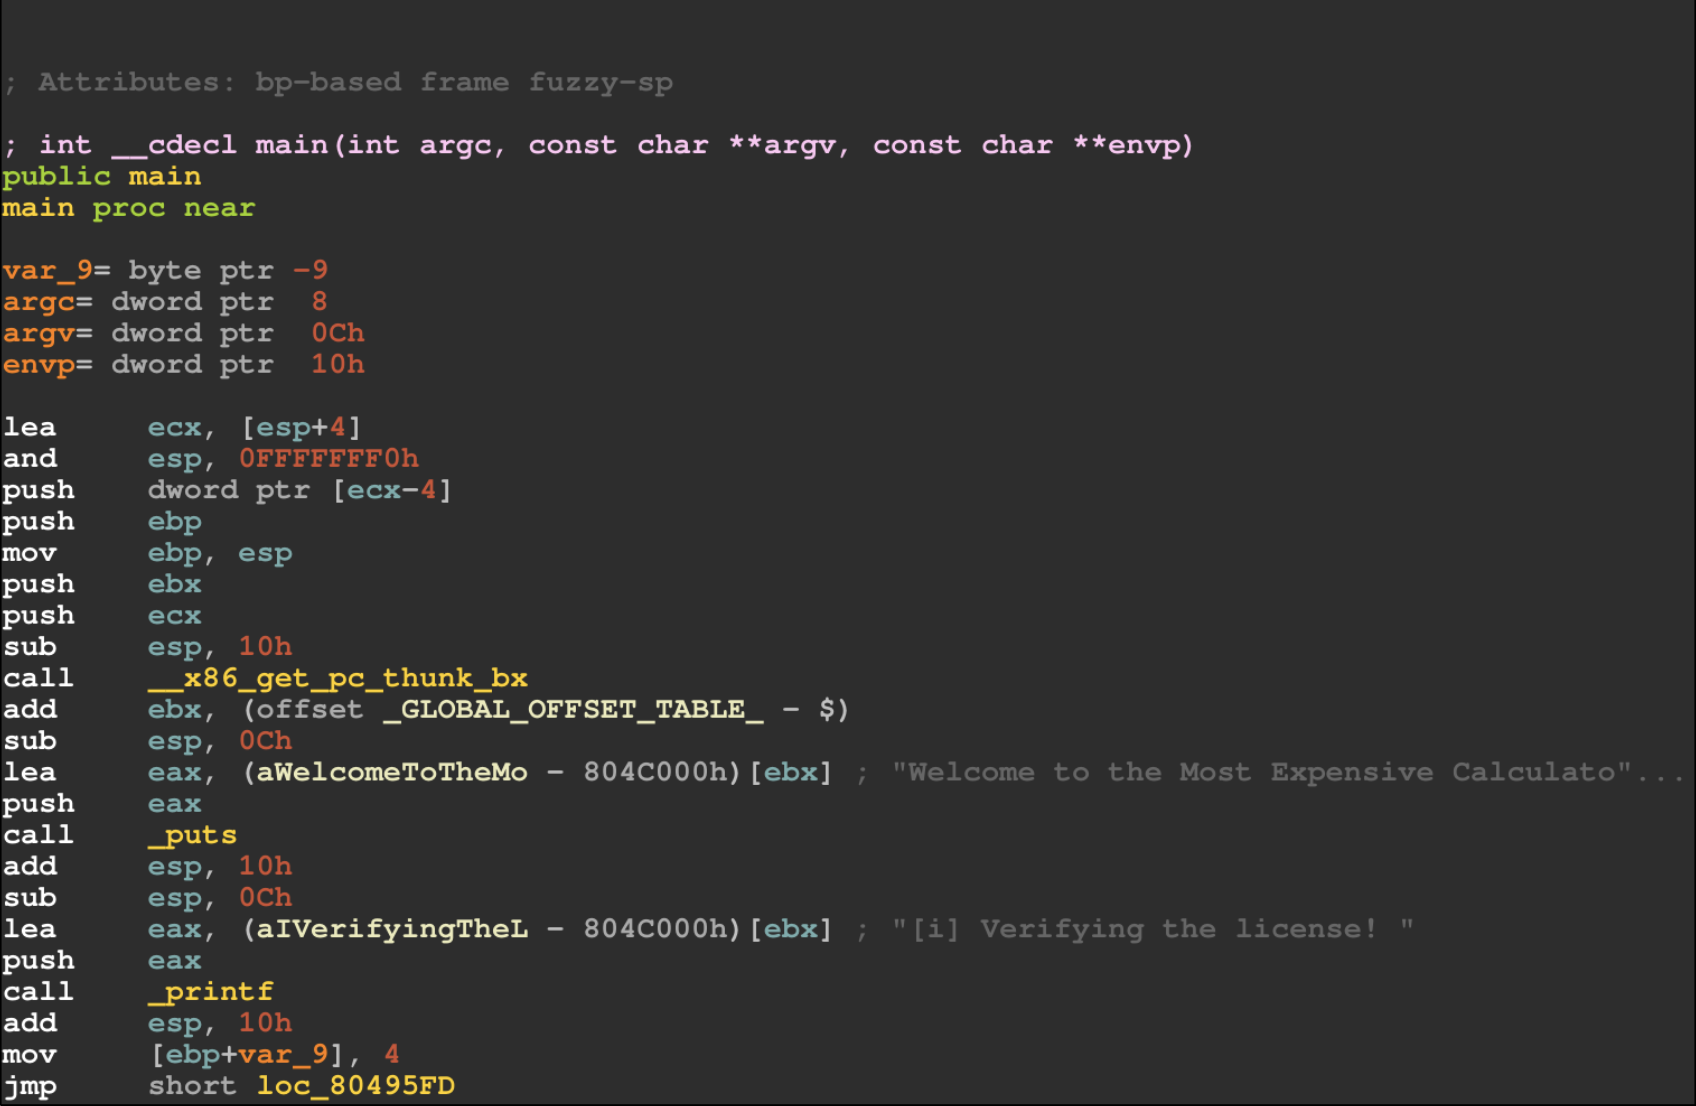 ; Attributes: bp-based frame fuzzy-sp
; int __cdecl main(int argc, const char **argv, const char **envp)
public main
main proc near
var_9= byte ptr -9
argc= dword ptr  8
argv= dword ptr  0Ch
envp= dword ptr  10h
lea     ecx, [esp+4]
and     esp, 0FFFFFFF0h
push    dword ptr [ecx-4]
push    ebp
mov     ebp, esp
push    ebx
push    ecx
sub     esp, 10h
call    __x86_get_pc_thunk_bx
add     ebx, (offset _GLOBAL_OFFSET_TABLE_ - $)
sub     esp, 0Ch
lea     eax, (aWelcomeToTheMo - 804C000h)[ebx] ; "Welcome to the Most Expensive Calculato"...
push    eax
call    _puts
add     esp, 10h
sub     esp, 0Ch
lea     eax, (aIVerifyingTheL - 804C000h)[ebx] ; "[i] Verifying the license! "
push    eax
call    _printf
add     esp, 10h
mov     [ebp+var_9], 4
jmp     short loc_80495FD